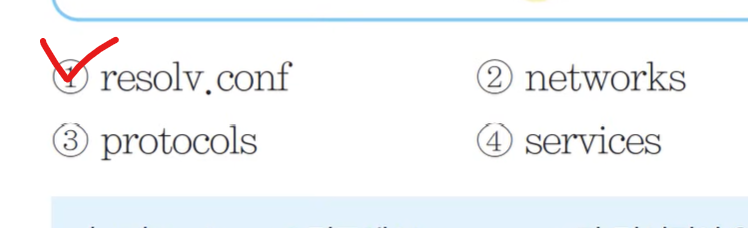 ① resolv.conf ② networks
③ protocols ④ services